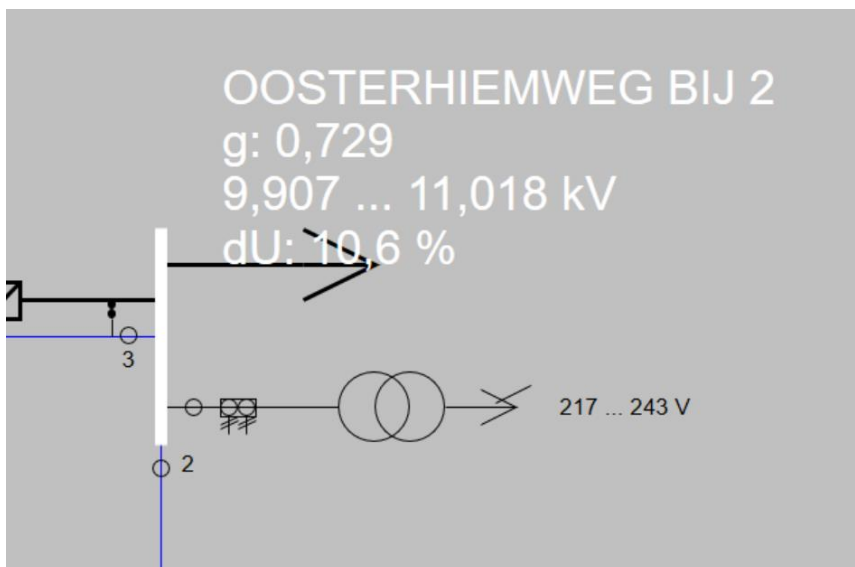 OOSTERHIEMWEG BIJ 2
g: 0,729
9,907 ... 11,018 kV
dU: 10,6 %
3
217 ... 243 V
2